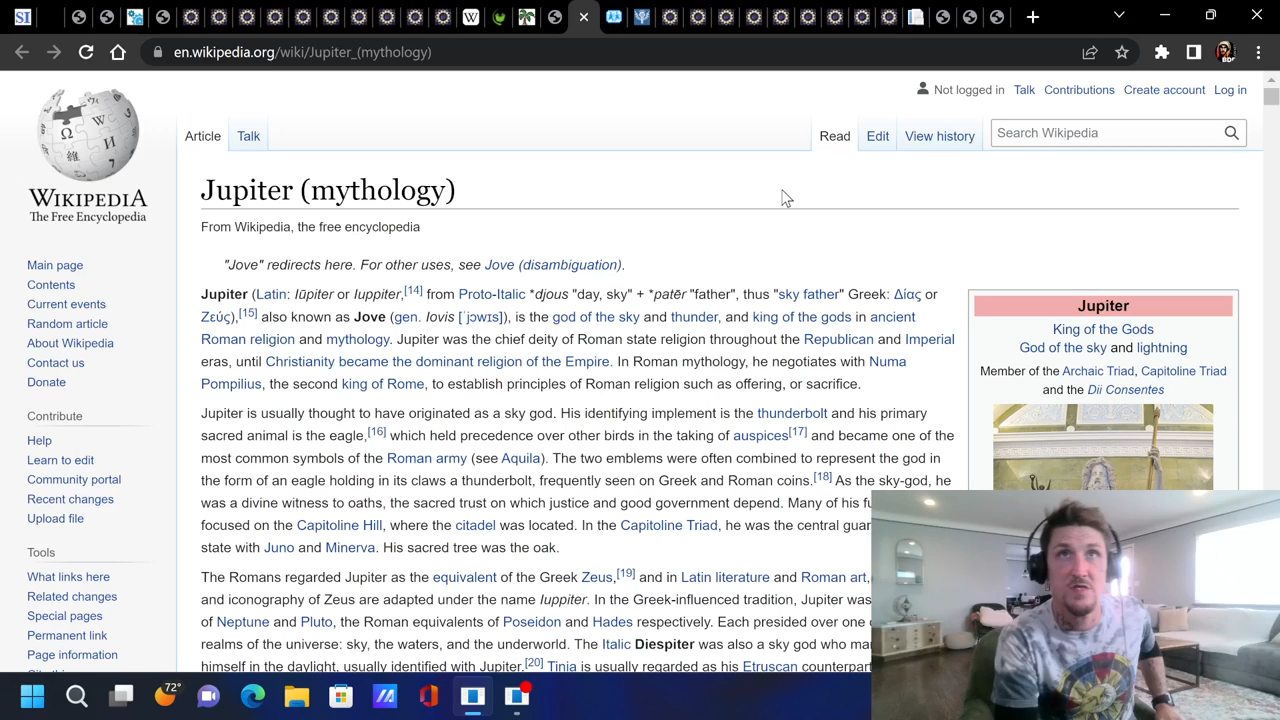 SI
W
en.wikipedia.org/wiki/Jupiter_(mythology)
BDF
Not logged in Talk Contributions Create account Log in
Article Talk Read Edit View history Search Wikipedia
WIKIPEDIA
The Free Encyclopedia
Main page
Contents
Current events
Random article
About Wikipedia
Contact us
Donate
Contribute
Help
Learn to edit
Community portal
Recent changes
Upload file
Tools
What links here
Related changes
Special pages
Permanent link
Page information
Jupiter (mythology)
From Wikipedia, the free encyclopedia
"Jove" redirects here. For other uses, see Jove (disambiguation).
Jupiter (Latin: Iūpiter or Iuppiter,[14] from Proto-Italic *djous "day, sky" + *patēr "father", thus "sky father" Greek: Δίας or
Ζεύς),[15] also known as Jove (gen. Iovis [ˈjɔwɪs]), is the god of the sky and thunder, and king of the gods in ancient
Roman religion and mythology. Jupiter was the chief deity of Roman state religion throughout the Republican and Imperial
eras, until Christianity became the dominant religion of the Empire. In Roman mythology, he negotiates with Numa
Pompilius, the second king of Rome, to establish principles of Roman religion such as offering, or sacrifice.
Jupiter is usually thought to have originated as a sky god. His identifying implement is the thunderbolt and his primary
sacred animal is the eagle,[16] which held precedence over other birds in the taking of auspices[17] and became one of the
most common symbols of the Roman army (see Aquila). The two emblems were often combined to represent the god in
the form of an eagle holding in its claws a thunderbolt, frequently seen on Greek and Roman coins.[18] As the sky-god, he
was a divine witness to oaths, the sacred trust on which justice and good government depend. Many of his
focused on the Capitoline Hill, where the citadel was located. In the Capitoline Triad, he was the central
state with Juno and Minerva. His sacred tree was the oak.
The Romans regarded Jupiter as the equivalent of the Greek Zeus,[19] and in Latin literature and Roman art,
and iconography of Zeus are adapted under the name Iuppiter. In the Greek-influenced tradition, Jupiter was
of Neptune and Pluto, the Roman equivalents of Poseidon and Hades respectively. Each presided over one
realms of the universe: sky, the waters, and the underworld. The Italic Diespiter was also a sky god who
himself in the daylight, usually identified with Jupiter.[20] Tinia is usually regarded as his Etruscan
Jupiter
King of the Gods
God of the sky and lightning
Member of the Archaic Triad, Capitoline Triad
and the Dii Consentes
72°